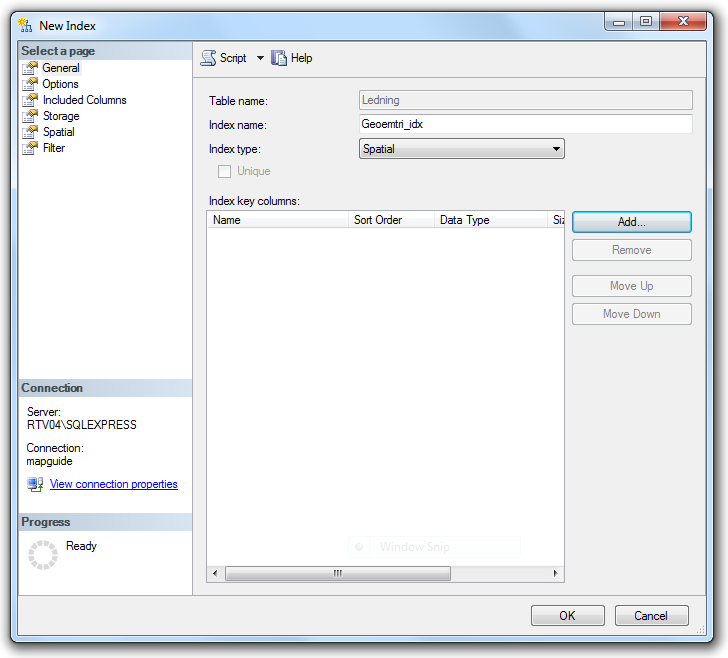 New Index
Select a page
General
Options
Included Columns
Storage
Spatial
Filter
Script
Help
Table name:
Ledning
Index name:
Geoemtri_idx
Index type:
Spatial
Unique
Index key columns:
Name Sort Order Data Type Siz
Add...
Remove
Move Up
Move Down
Window Snip
Connection
Server:
RTV04\SQLEXPRESS
Connection:
mapguide
View connection properties
Progress
Ready
OK
Cancel